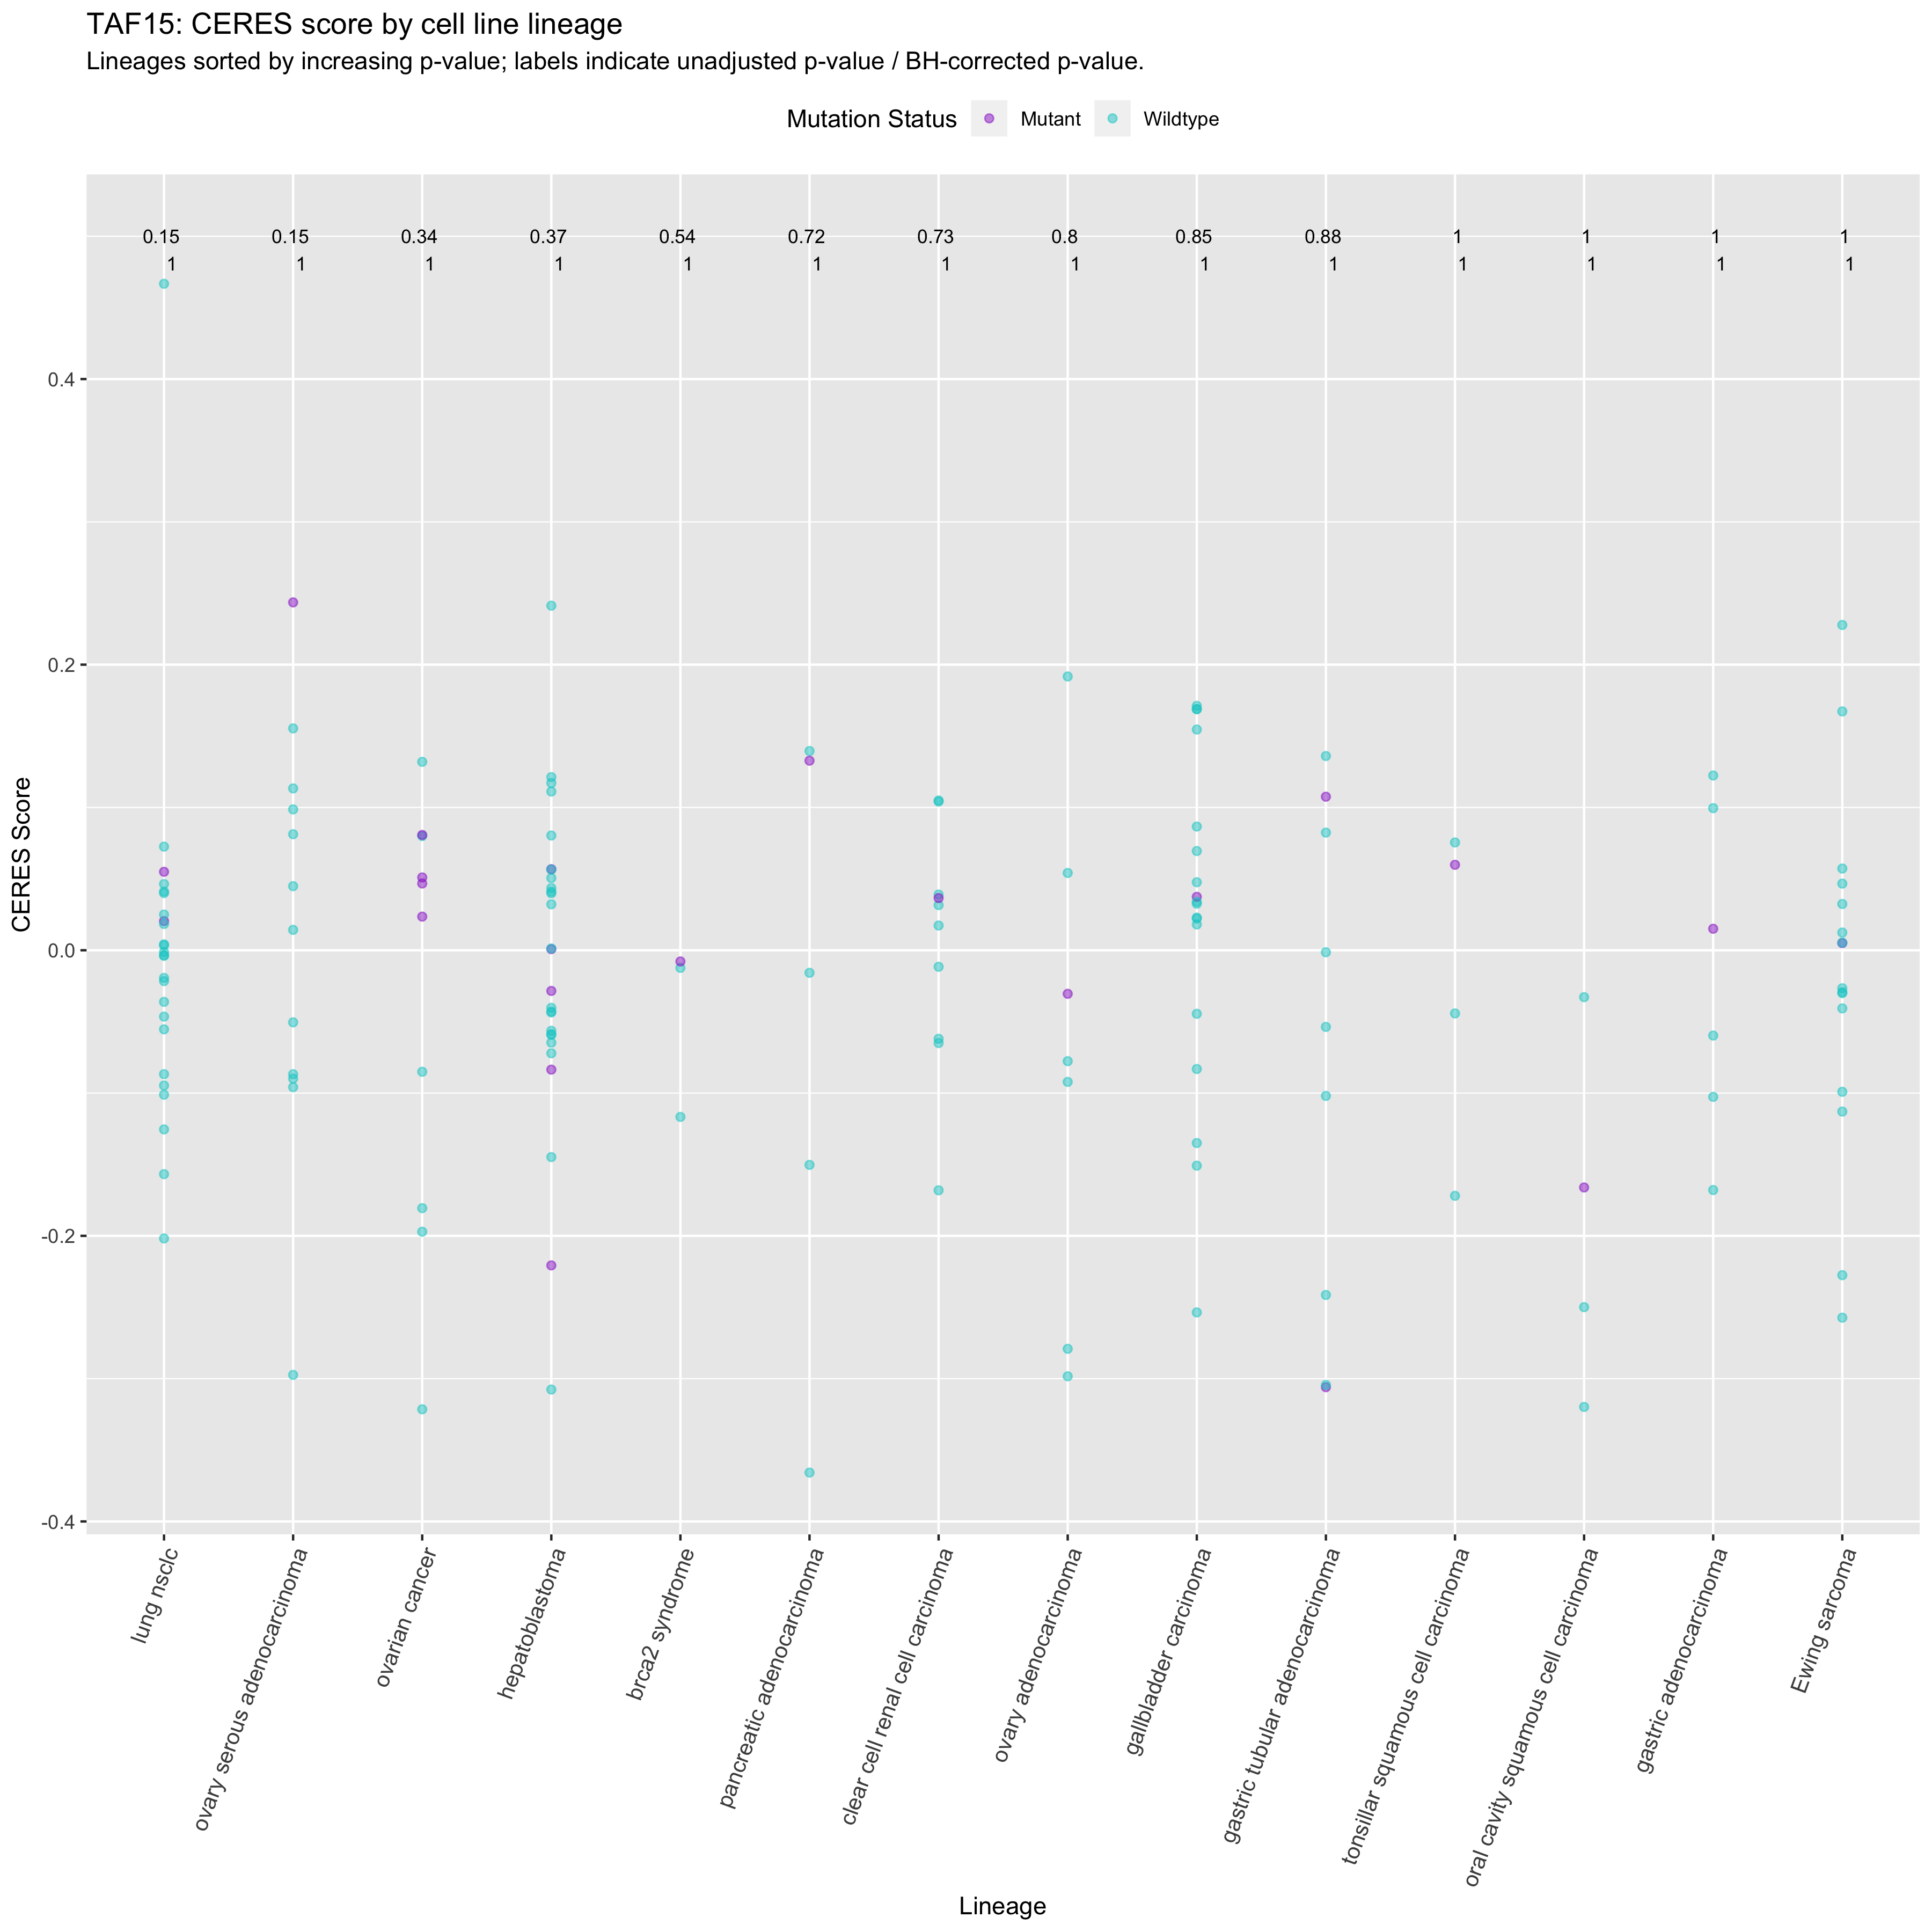 TAF15: CERES score by cell line lineage
Lineages sorted by increasing p-value; labels indicate unadjusted p-value / BH-corrected p-value.
Mutation Status Mutant Wildtype
0.15 0.15 0.34 0.37 0.54 0.72 0.73 0.8 0.85 0.88 1 1 1 1
1 1 1 1 1 1 1 1 1 1 1 1 1 1
0.4
0.2
0.0
-0.2
-0.4
CERES Score
lung nsclc
ovary serous adenocarcinoma
ovarian cancer
hepatoblastoma
brca2 syndrome
pancreatic adenocarcinoma
clear cell renal cell carcinoma
ovary adenocarcinoma
gallbladder carcinoma
gastric tubular adenocarcinoma
tonsillar squamous cell carcinoma
oral cavity squamous cell carcinoma
gastric adenocarcinoma
Ewing sarcoma
Lineage